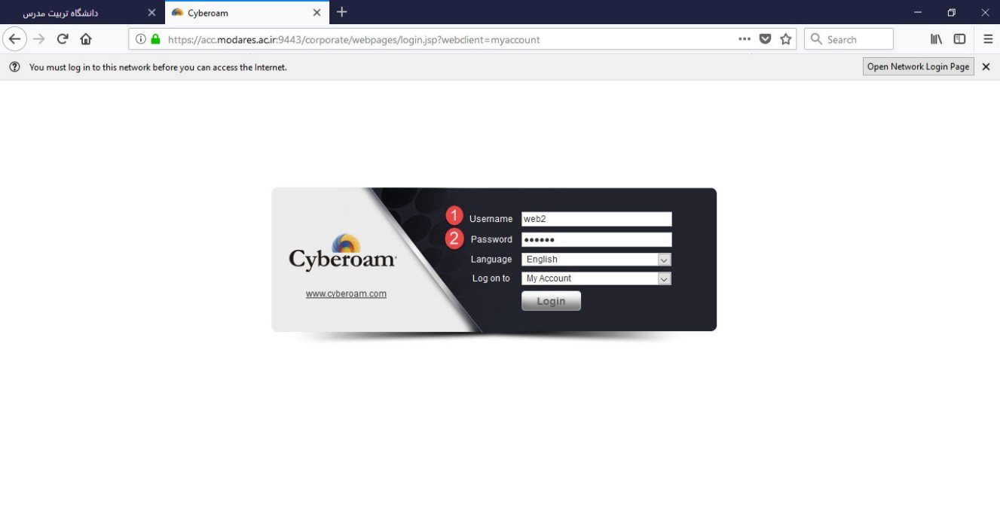 دانشگاه تربیت مدرس
Cyberoam
https://acc.modares.ac.ir:9443/corporate/webpages/login.jsp?webclient=myaccount
Search
You must log in to this network before you can access the Internet.
Open Network Login Page
1 Username web2
2 Password ••••••
Language English
Log on to My Account
Login
Cyberoam
www.cyberoam.com